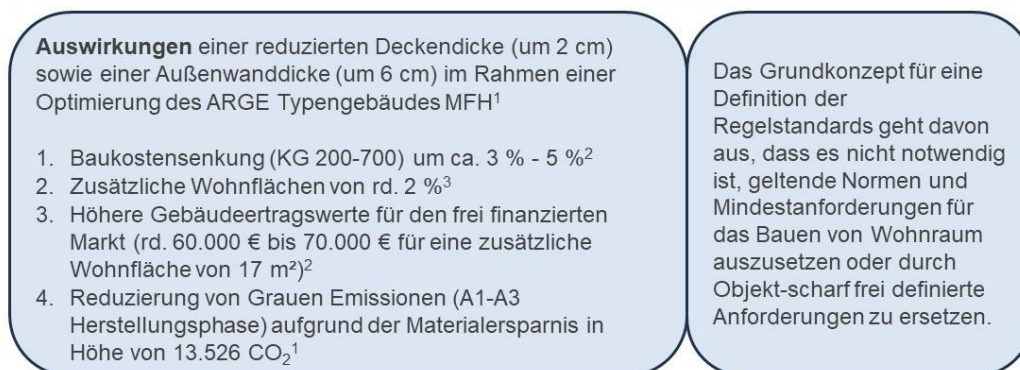 Auswirkungen einer reduzierten Deckendicke (um 2 cm)
sowie einer Außenwanddicke (um 6 cm) im Rahmen einer
Optimierung des ARGE Typengebäudes MFH¹
1. Baukostensenkung (KG 200-700) um ca. 3 % - 5 %²
2. Zusätzliche Wohnflächen von rd. 2 %³
3. Höhere Gebäudeertragswerte für den frei finanzierten
Markt (rd. 60.000 € bis 70.000 € für eine zusätzliche
Wohnfläche von 17 m²)²
4. Reduzierung von Grauen Emissionen (A1-A3
Herstellungsphase) aufgrund der Materialersparnis in
Höhe von 13.526 CO₂¹
Das Grundkonzept für eine
Definition der
Regelstandards geht davon
aus, dass es nicht notwendig
ist, geltende Normen und
Mindestanforderungen für
das Bauen von Wohnraum
auszusetzen oder durch
Objekt-scharf frei definierte
Anforderungen zu ersetzen.